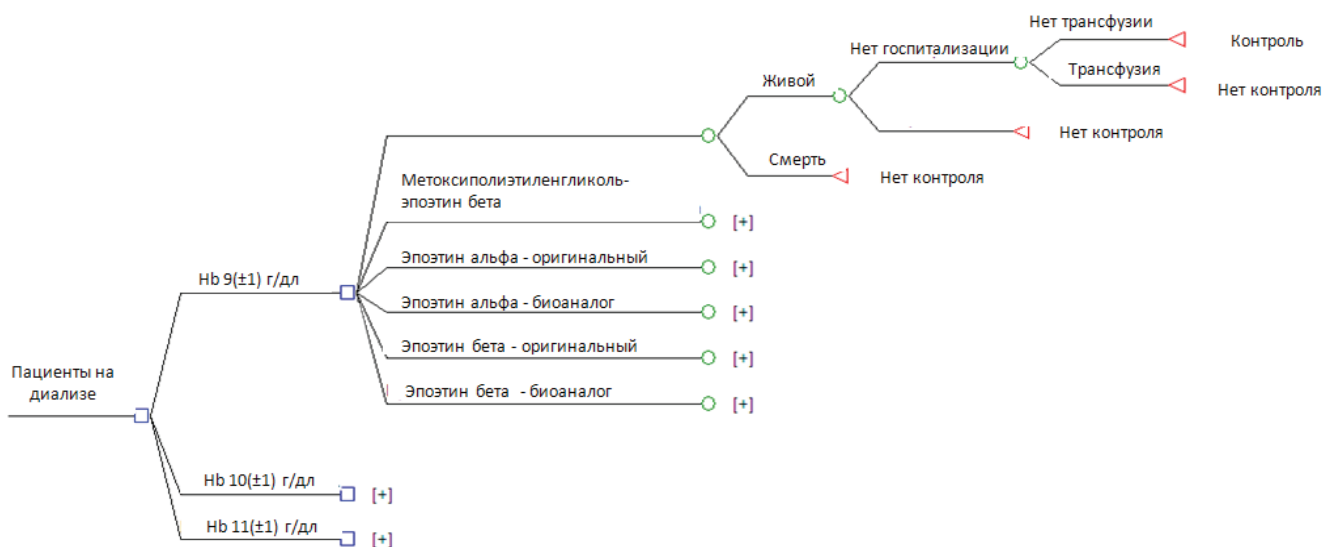 Нет трансфузии
Контроль
Нет госпитализации
Трансфузия
Живой
Нет контроля
Нет контроля
Смерть
Нет контроля
Метоксиполиэтиленгликоль-
эпоэтин бета
[+]
Эпоэтин альфа - оригинальный
[+]
Hb 9(±1) г/дл
Эпоэтин альфа - биоаналог
[+]
Эпоэтин бета - оригинальный
[+]
Пациенты на
диализе
Эпоэтин бета - биоаналог
[+]
Hb 10(±1) г/дл
[+]
Hb 11(±1) г/дл
[+]